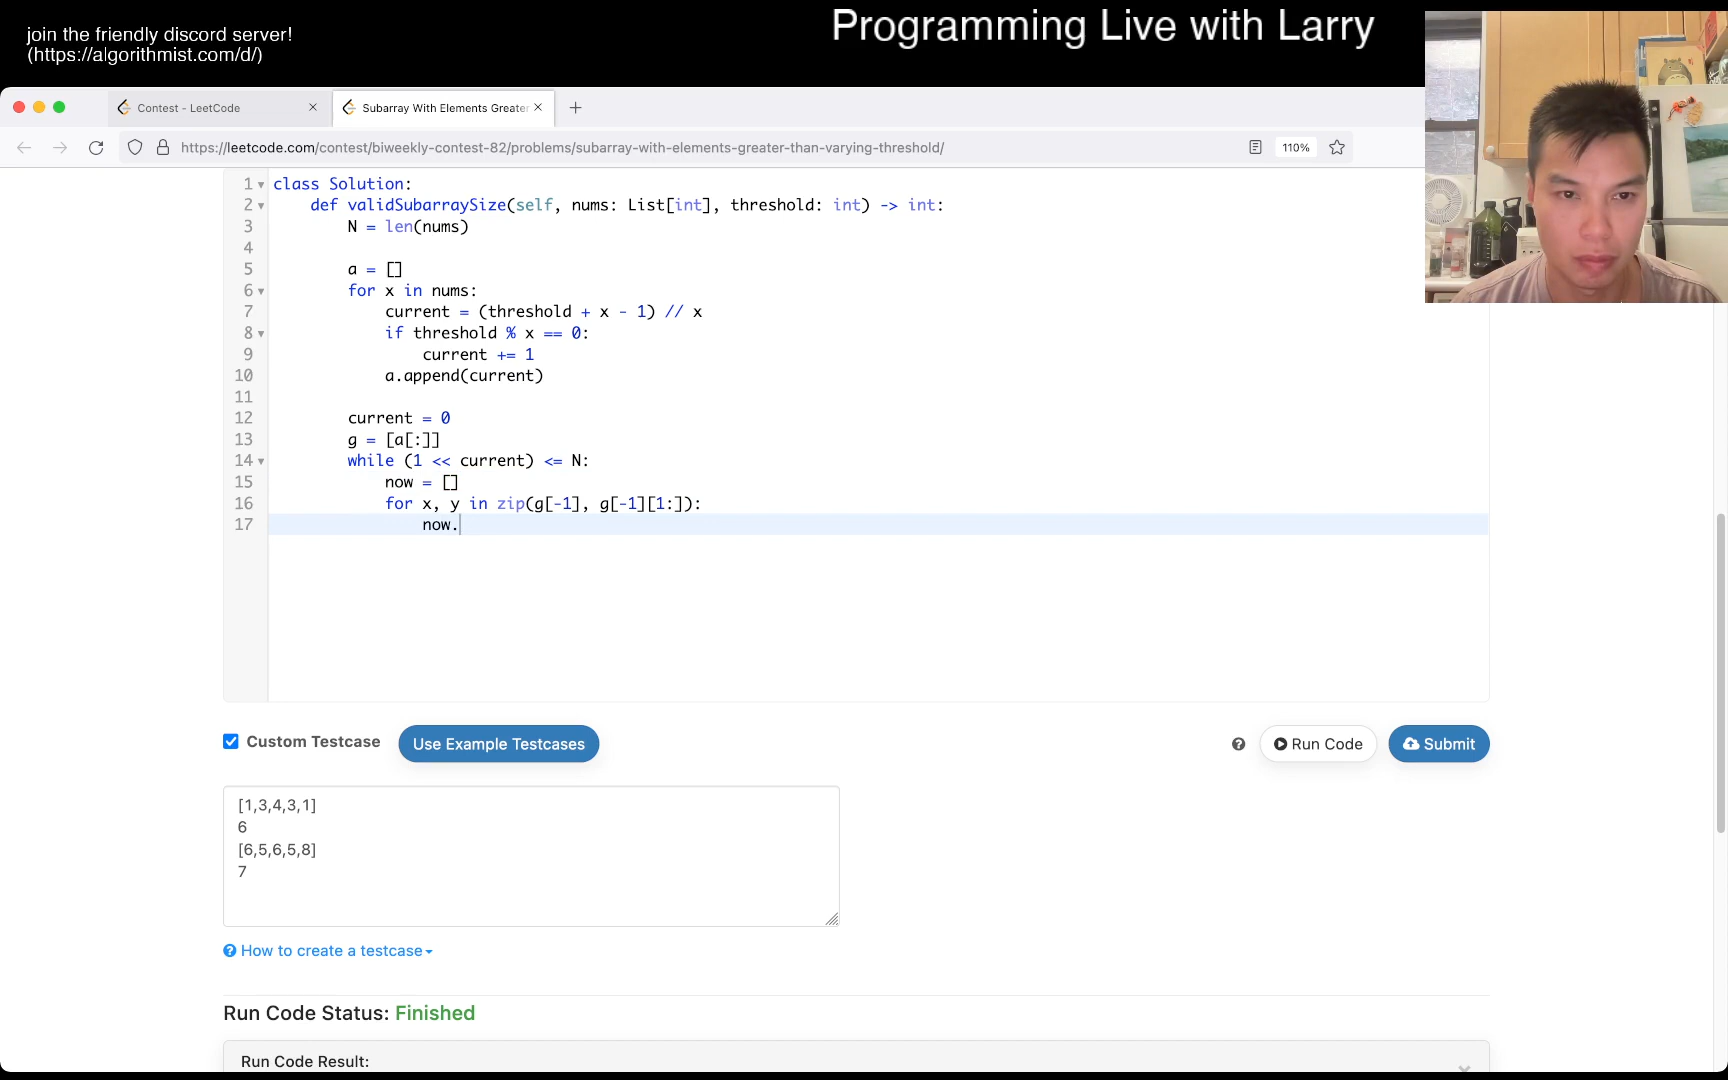 join the friendly discord server!
(https://algorithmist.com/d/)
Programming Live with Larry
Contest - LeetCode
Subarray With Elements Greater
https://leetcode.com/contest/biweekly-contest-82/problems/subarray-with-elements-greater-than-varying-threshold/
110%
1 class Solution:
2 def validSubarraySize(self, nums: List[int], threshold: int) -> int:
3 N = len(nums)
4
5 a = []
6 for x in nums:
7 current = (threshold + x - 1) // x
8 if threshold % x == 0:
9 current += 1
10 a.append(current)
11
12 current = 0
13 g = [a[:]]
14 while (1 << current) <= N:
15 now = []
16 for x, y in zip(g[-1], g[-1][1:]):
17 now.
Custom Testcase
Use Example Testcases
Run Code
Submit
[1,3,4,3,1]
6
[6,5,6,5,8]
7
How to create a testcase
Run Code Status: Finished
Run Code Result: